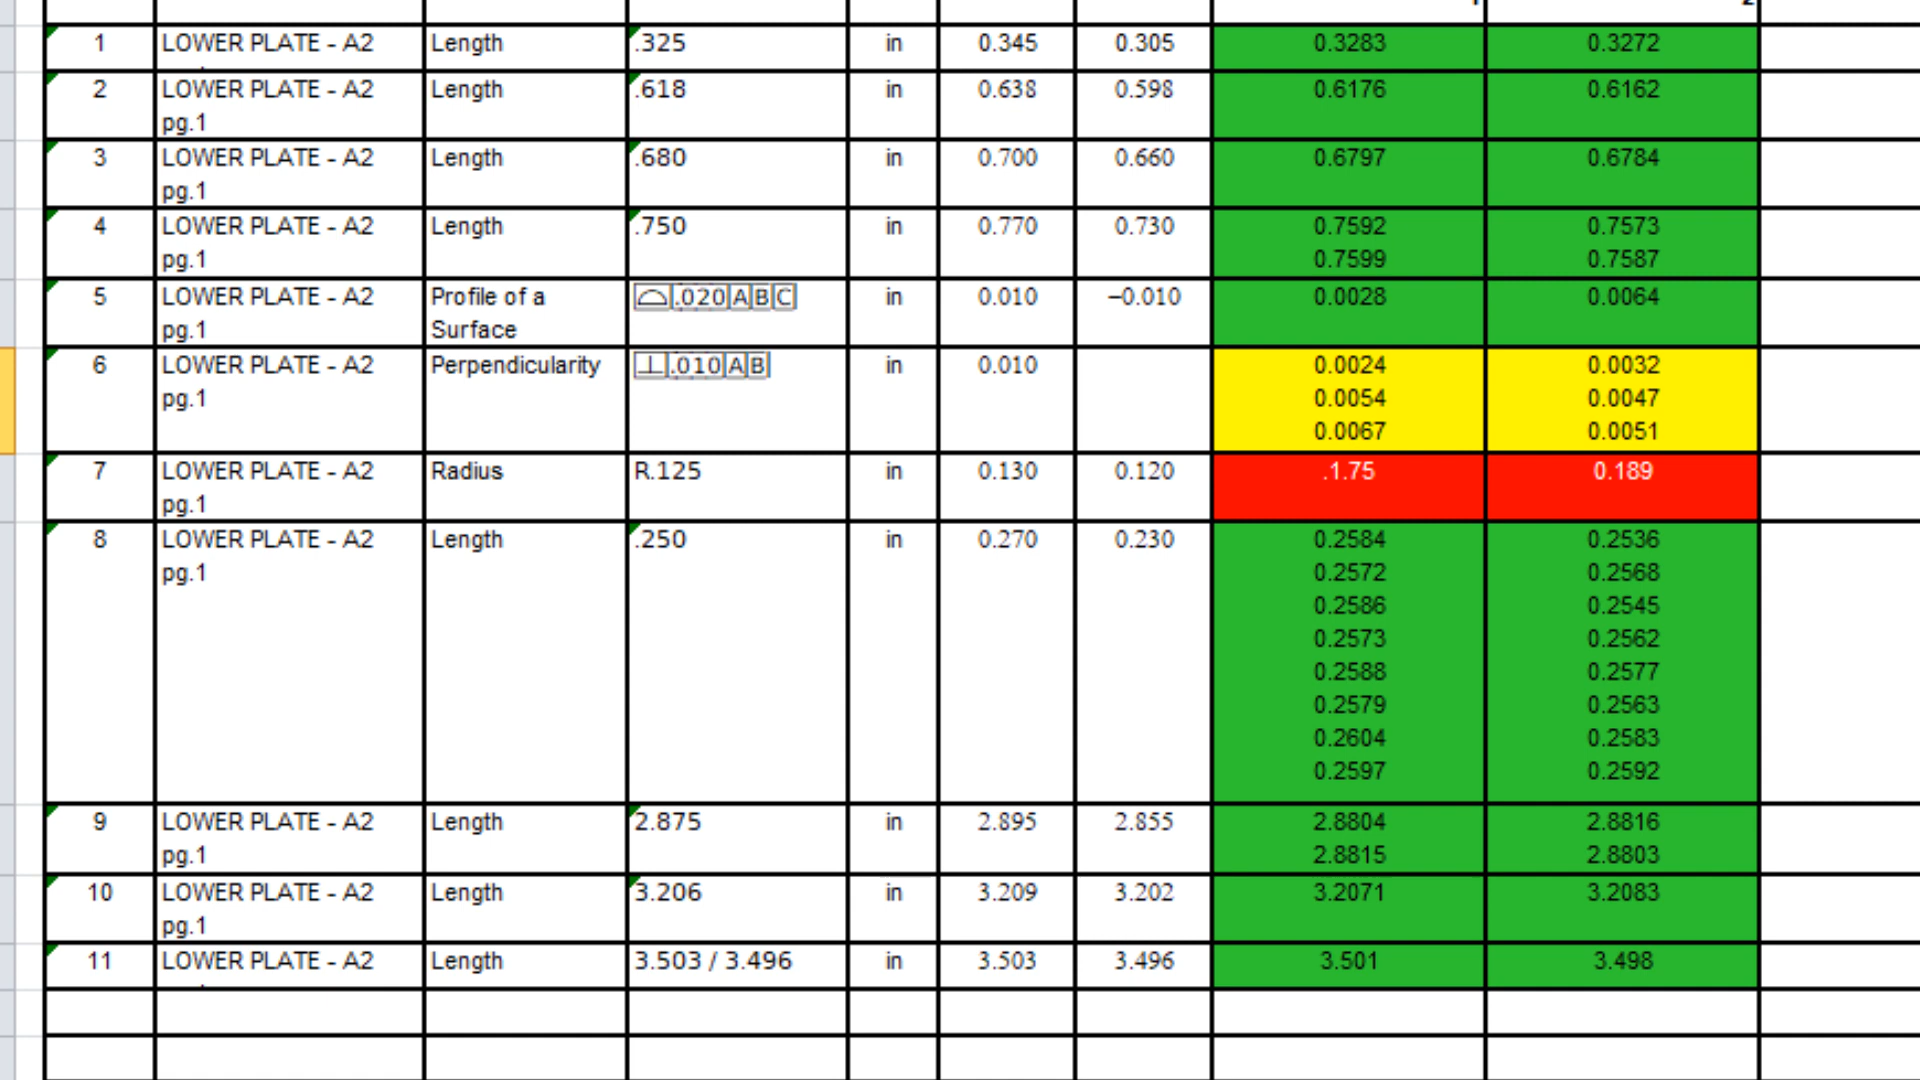 1 LOWER PLATE - A2 Length .325 in 0.345 0.305 0.3283 0.3272
2 LOWER PLATE - A2 Length .618 in 0.638 0.598 0.6176 0.6162
pg.1
3 LOWER PLATE - A2 Length .680 in 0.700 0.660 0.6797 0.6784
pg.1
4 LOWER PLATE - A2 Length .750 in 0.770 0.730 0.7592 0.7573
pg.1 0.7599 0.7587
5 LOWER PLATE - A2 Profile of a ⌓ .020 A B C in 0.010 –0.010 0.0028 0.0064
pg.1 Surface
6 LOWER PLATE - A2 Perpendicularity ⊥ .010 A B in 0.010 0.0024 0.0032
pg.1 0.0054 0.0047
0.0067 0.0051
7 LOWER PLATE - A2 Radius R.125 in 0.130 0.120 .1.75 0.189
pg.1
8 LOWER PLATE - A2 Length .250 in 0.270 0.230 0.2584 0.2536
pg.1 0.2572 0.2568
0.2586 0.2545
0.2573 0.2562
0.2588 0.2577
0.2579 0.2563
0.2604 0.2583
0.2597 0.2592
9 LOWER PLATE - A2 Length 2.875 in 2.895 2.855 2.8804 2.8816
pg.1 2.8815 2.8803
10 LOWER PLATE - A2 Length 3.206 in 3.209 3.202 3.2071 3.2083
pg.1
11 LOWER PLATE - A2 Length 3.503 / 3.496 in 3.503 3.496 3.501 3.498